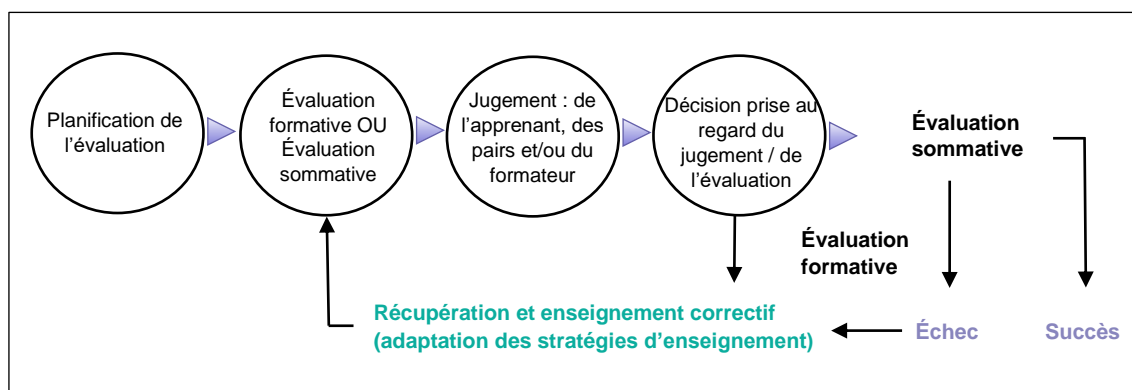 Planification de
l’évaluation
Évaluation
formative OU
Évaluation
sommative
Jugement : de
l’apprenant, des
pairs et/ou du
formateur
Décision prise au
regard du
jugement / de
l’évaluation
Évaluation
sommative
Évaluation
formative
Récupération et enseignement correctif
(adaptation des stratégies d’enseignement)
Échec
Succès